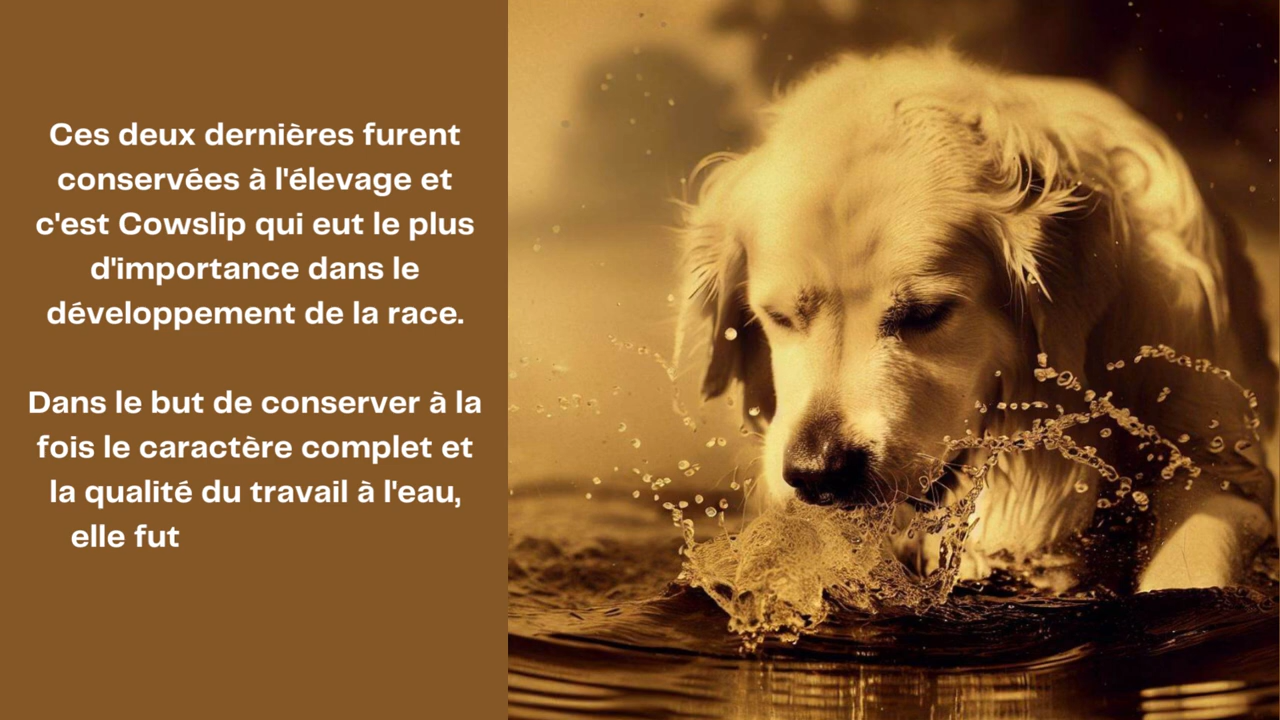 Ces deux dernières furent
conservées à l'élevage et
c'est Cowslip qui eut le plus
d'importance dans le
développement de la race.
Dans le but de conserver à la
fois le caractère complet et
la qualité du travail à l'eau,
elle fut